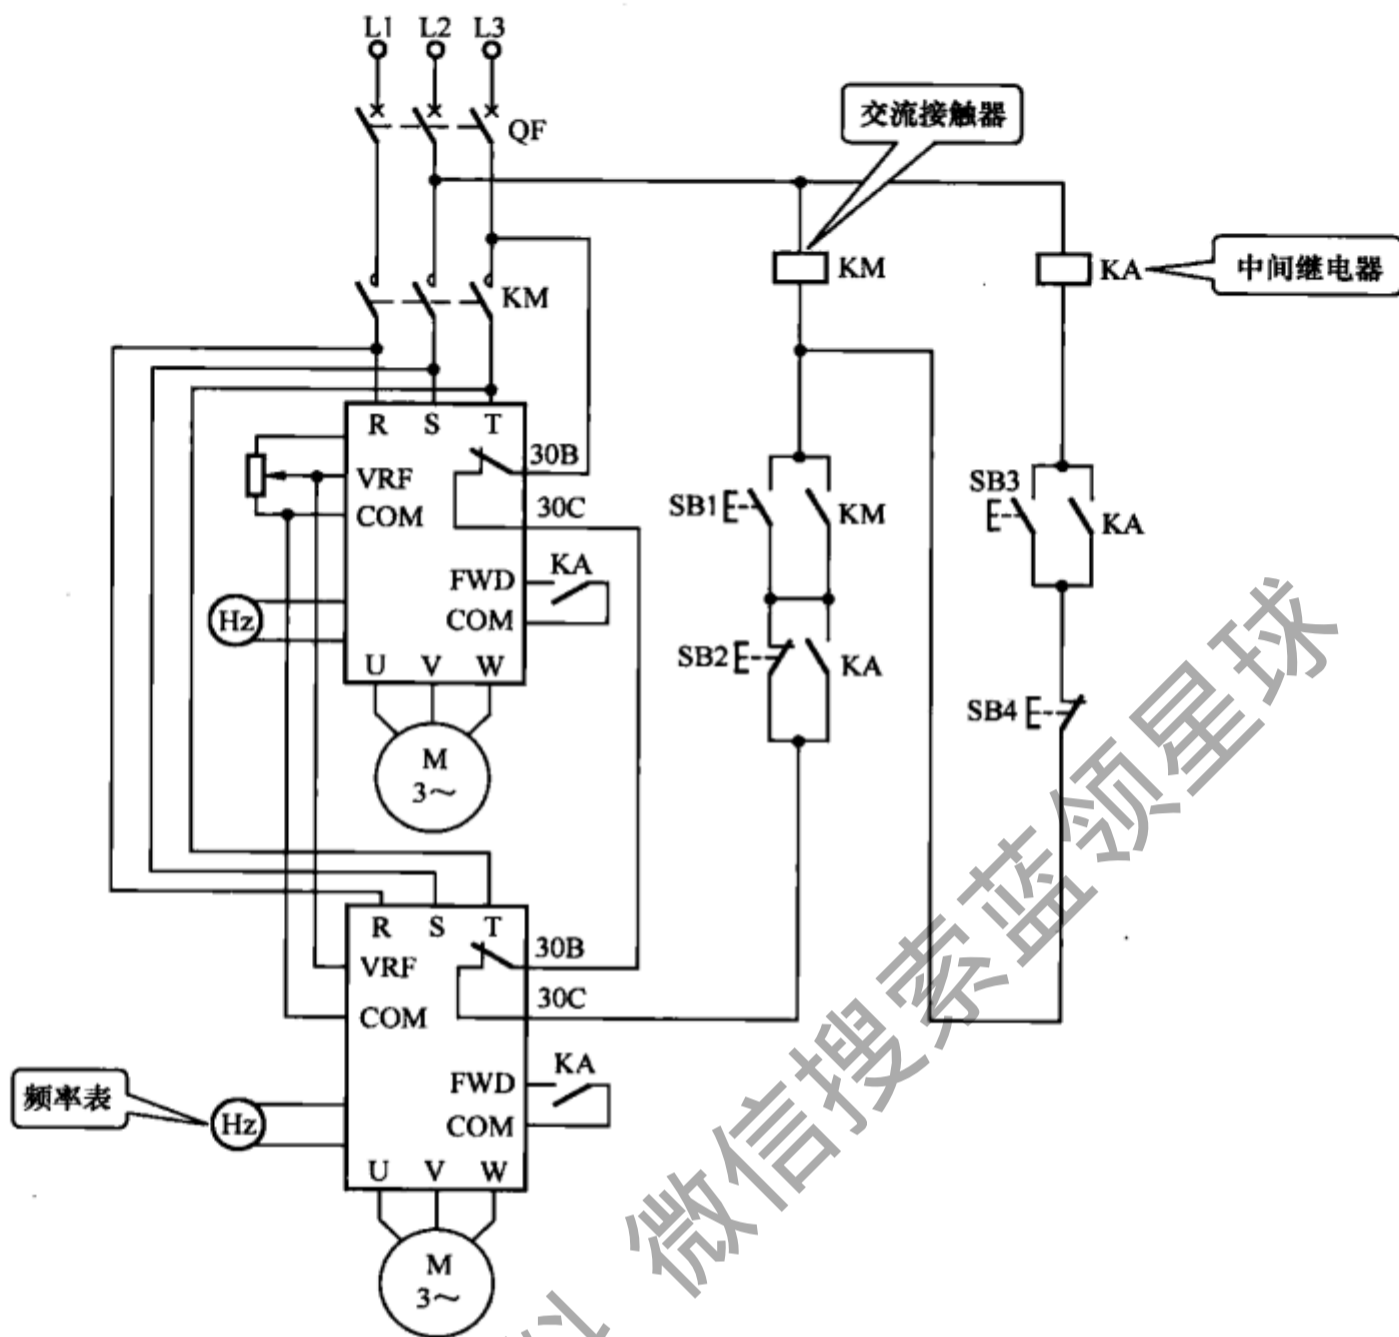 L1 L2 L3
QF
交流接触器
KM
KA
中间继电器
KM
R S T
30B
VRF
30C
COM
SB1
KM
SB3
KA
FWD
KA
COM
Hz
U V W
SB2
KA
SB4
M
3～
R S T
30B
VRF
30C
COM
FWD
KA
COM
频率表
Hz
U V W
M
3～
微信搜索蓝领星球